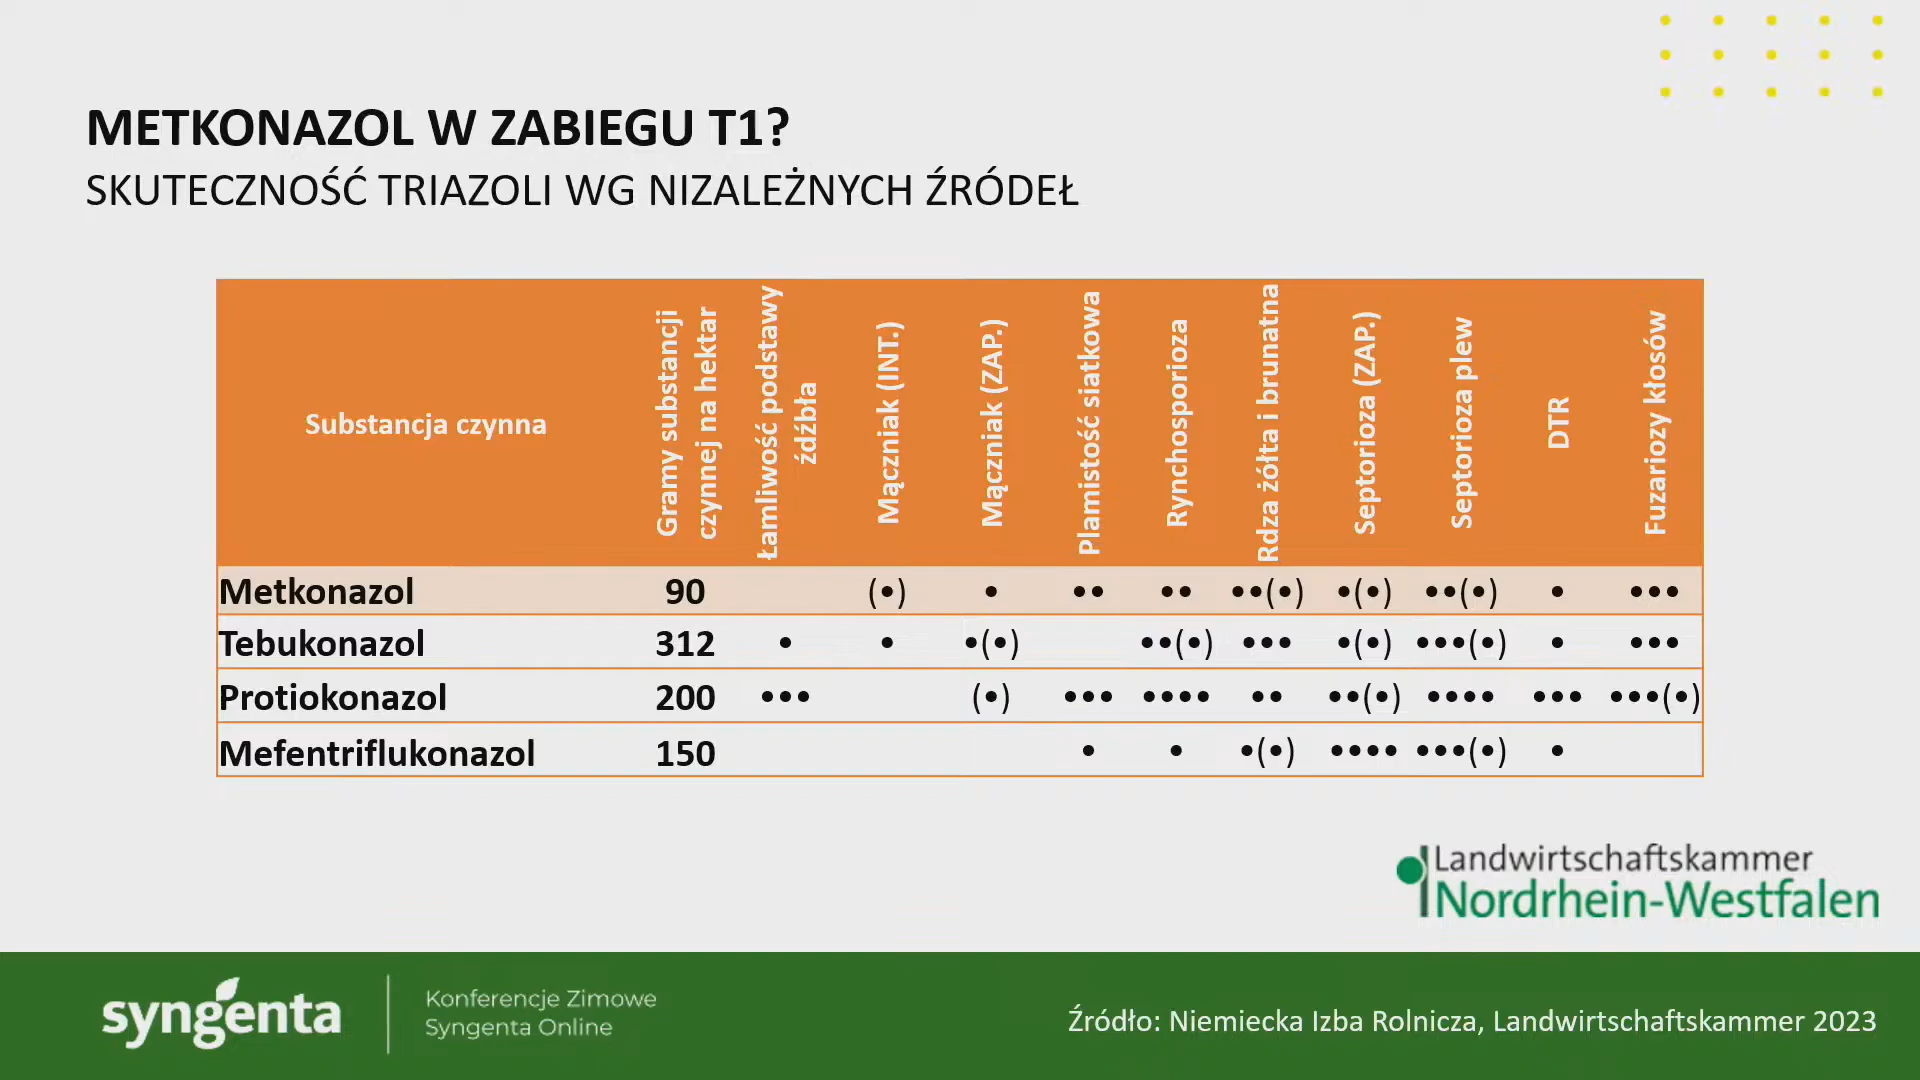 METKONAZOL W ZABIEGU T1?
SKUTECZNOŚĆ TRIAZOLI WG NIZALEŻNYCH ŹRÓDEŁ
Substancja czynna
Gramy substancji
czynnej na hektar
Łamliwość podstawy
źdźbła
Mączniak (INT.)
Mączniak (ZAP.)
Plamistość siatkowa
Rynchosporioza
Rdza żółta i brunatna
Septorioza (ZAP.)
Septorioza plew
DTR
Fuzariozy kłosów
Metkonazol 90 (•) • •• •• ••(•) •(•) ••(•) • •••
Tebukonazol 312 • • •(•) ••(•) ••• •(•) •••(•) • •••
Protiokonazol 200 ••• (•) ••• •••• •• ••(•) •••• ••• •••(•)
Mefentriflukonazol 150 • • •(•) •••• •••(•) •
Landwirtschaftskammer
Nordrhein-Westfalen
syngenta
Konferencje Zimowe
Syngenta Online
Źródło: Niemiecka Izba Rolnicza, Landwirtschaftskammer 2023